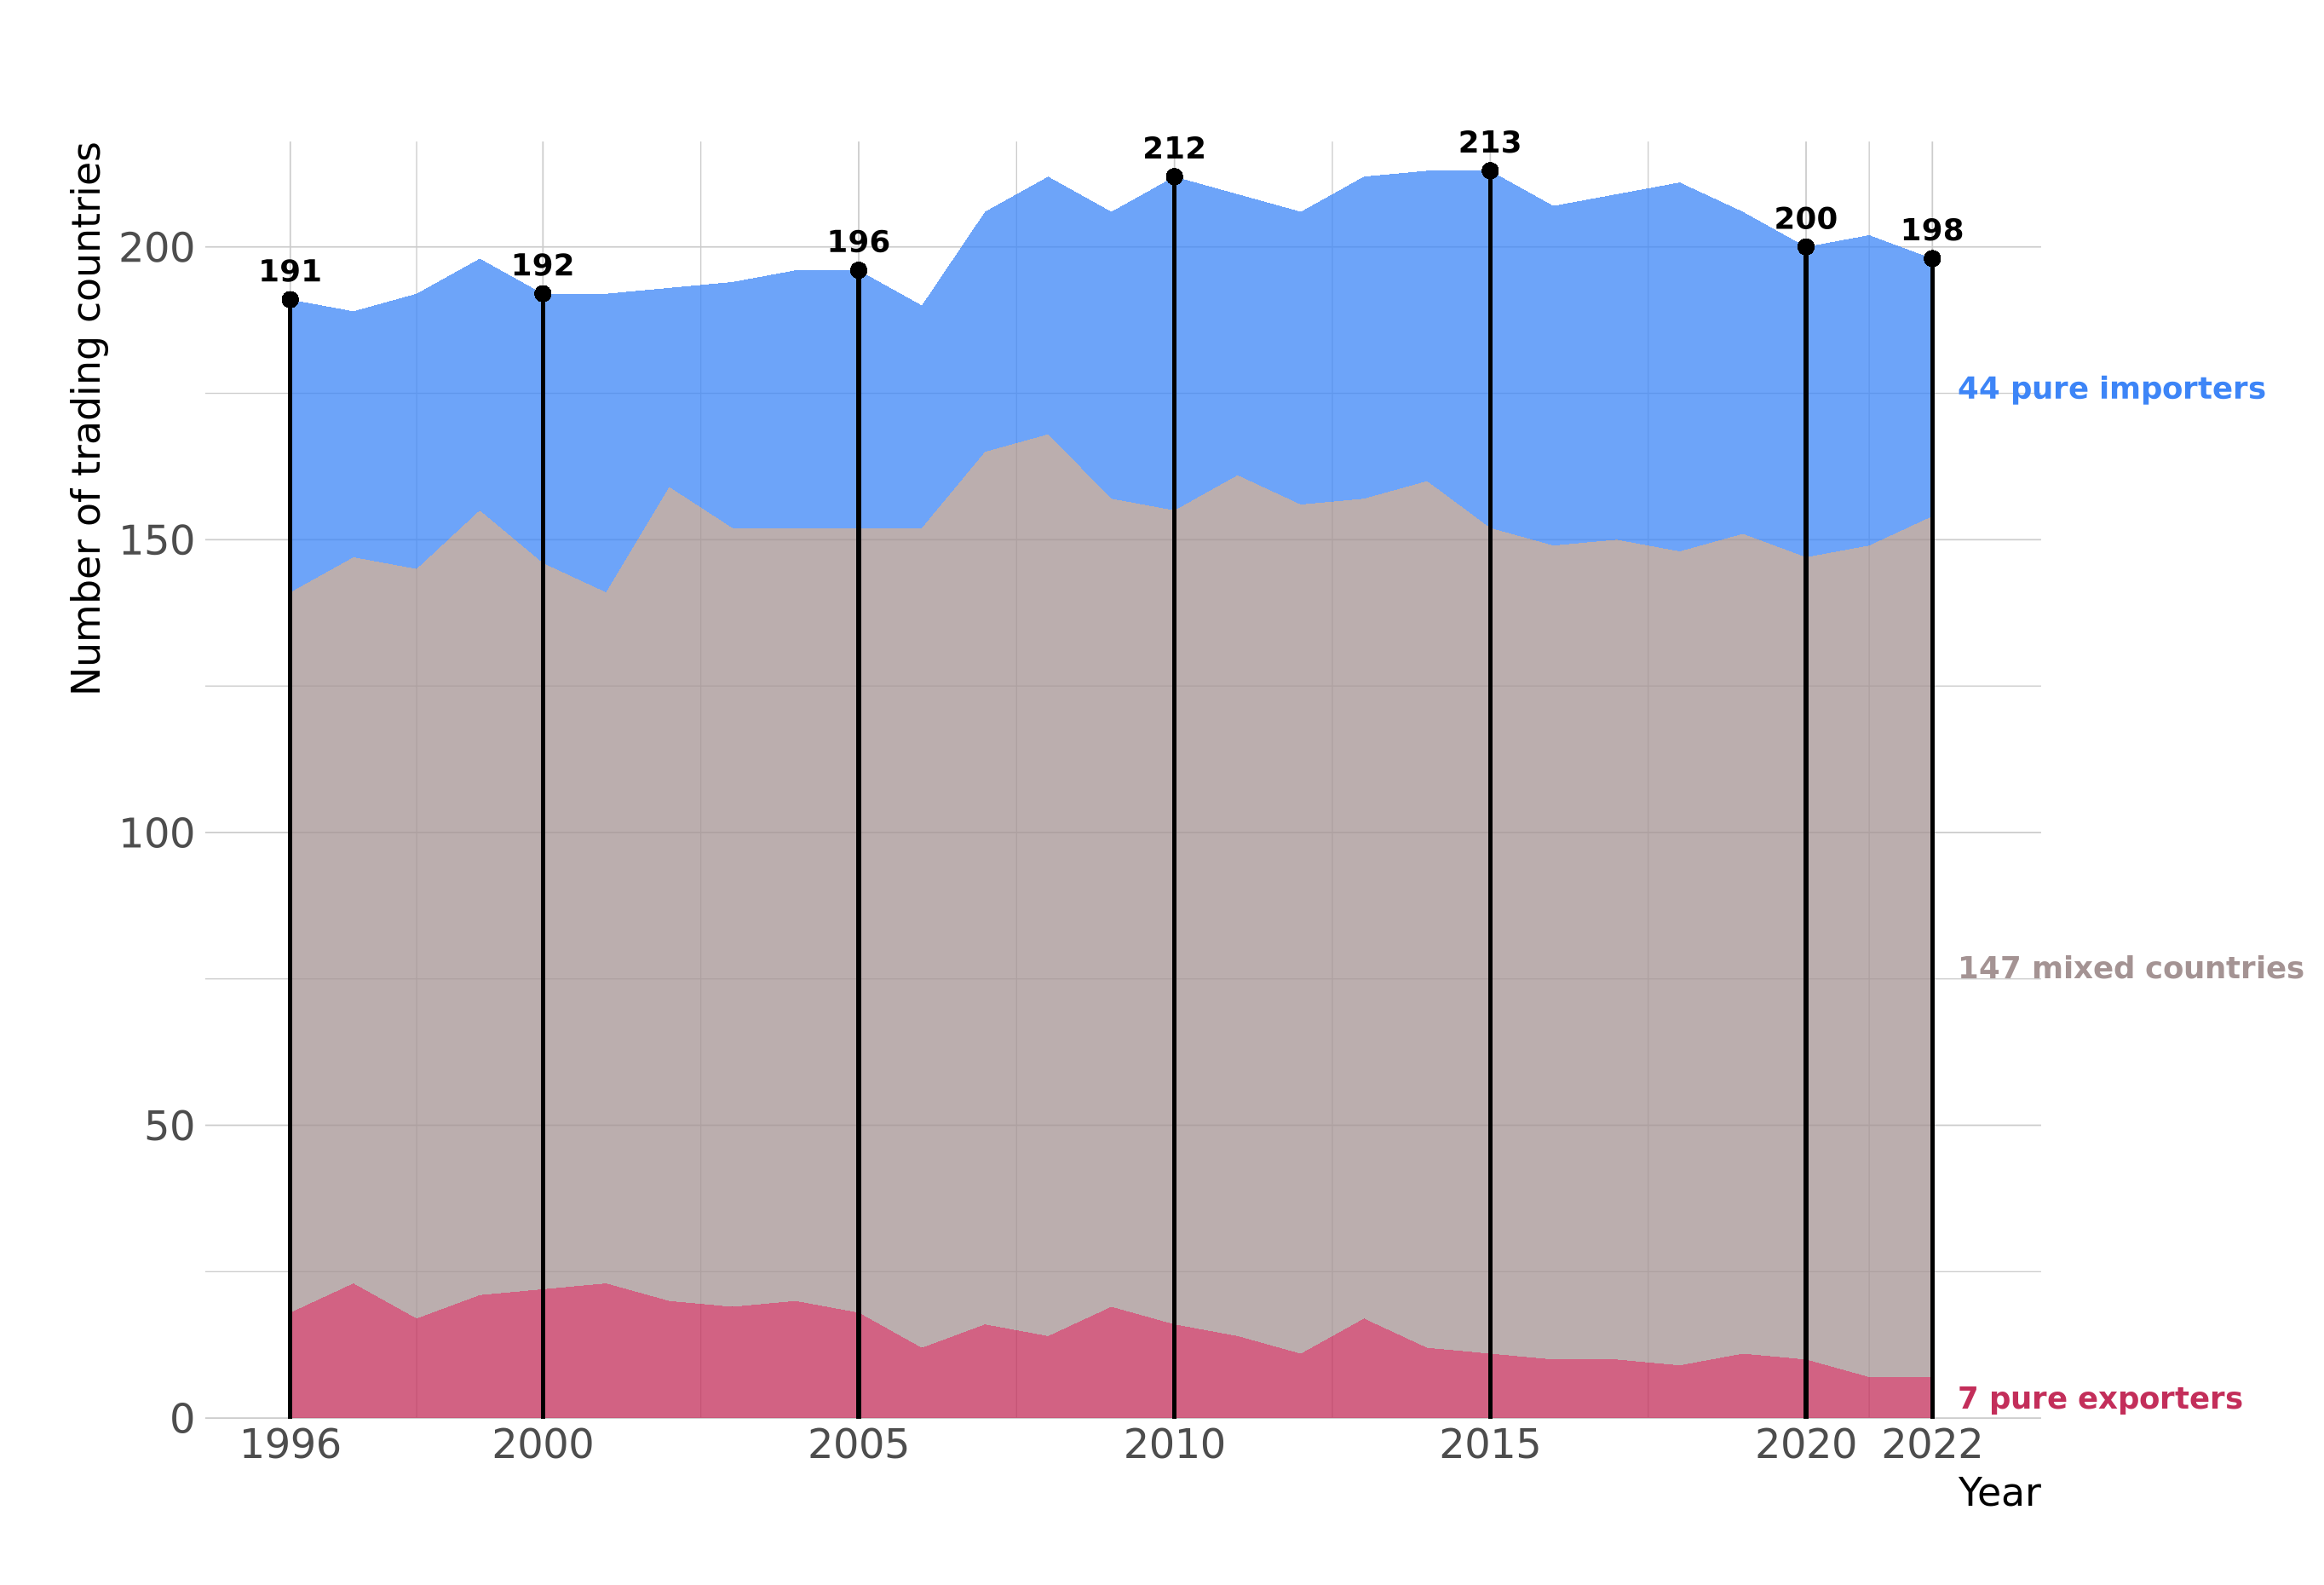 Number of trading countries
213
212
200
198
196
192
191
200
150
100
50
0
44 pure importers
147 mixed countries
7 pure exporters
1996 2000 2005 2010 2015 2020 2022
Year